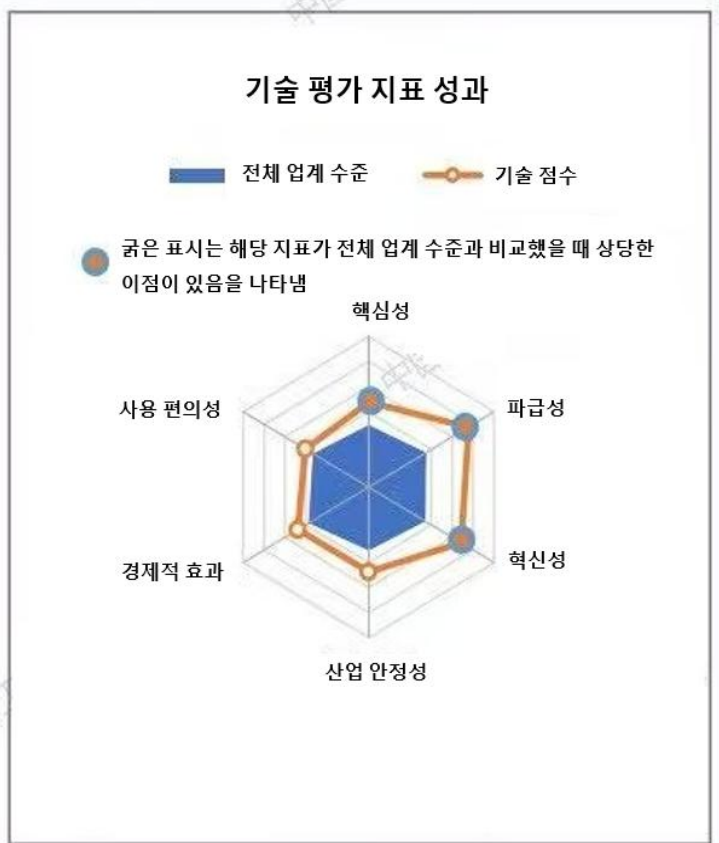 기술 평가 지표 성과
전체 업계 수준
기술 점수
굵은 표시는 해당 지표가 전체 업계 수준과 비교했을 때 상당한
이점이 있음을 나타냄
핵심성
사용 편의성
파급성
경제적 효과
혁신성
산업 안정성